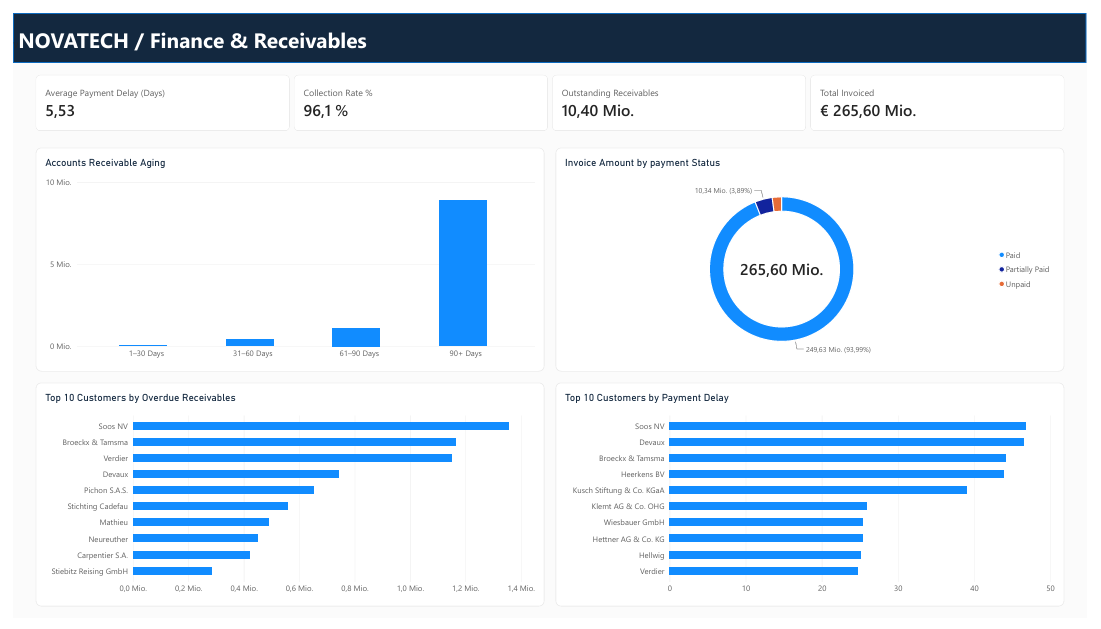 NOVATECH / Finance & Receivables
Average Payment Delay (Days)
5,53
Collection Rate %
96,1 %
Outstanding Receivables
10,40 Mio.
Total Invoiced
€ 265,60 Mio.
Accounts Receivable Aging
10 Mio.
5 Mio.
0 Mio.
1–30 Days
31–60 Days
61–90 Days
90+ Days
Invoice Amount by payment Status
10,34 Mio. (3,89%)
265,60 Mio.
249,63 Mio. (93,99%)
Paid
Partially Paid
Unpaid
Top 10 Customers by Overdue Receivables
Soos NV
Broeckx & Tamsma
Verdier
Devaux
Pichon S.A.S.
Stichting Cadefau
Mathieu
Neureuther
Carpentier S.A.
Stiebitz Reising GmbH
0,0 Mio. 0,2 Mio. 0,4 Mio. 0,6 Mio. 0,8 Mio. 1,0 Mio. 1,2 Mio. 1,4 Mio.
Top 10 Customers by Payment Delay
Soos NV
Devaux
Broeckx & Tamsma
Heerkens BV
Kusch Stiftung & Co. KGaA
Klemt AG & Co. OHG
Wiesbauer GmbH
Hettner AG & Co. KG
Hellwig
Verdier
0 10 20 30 40 50